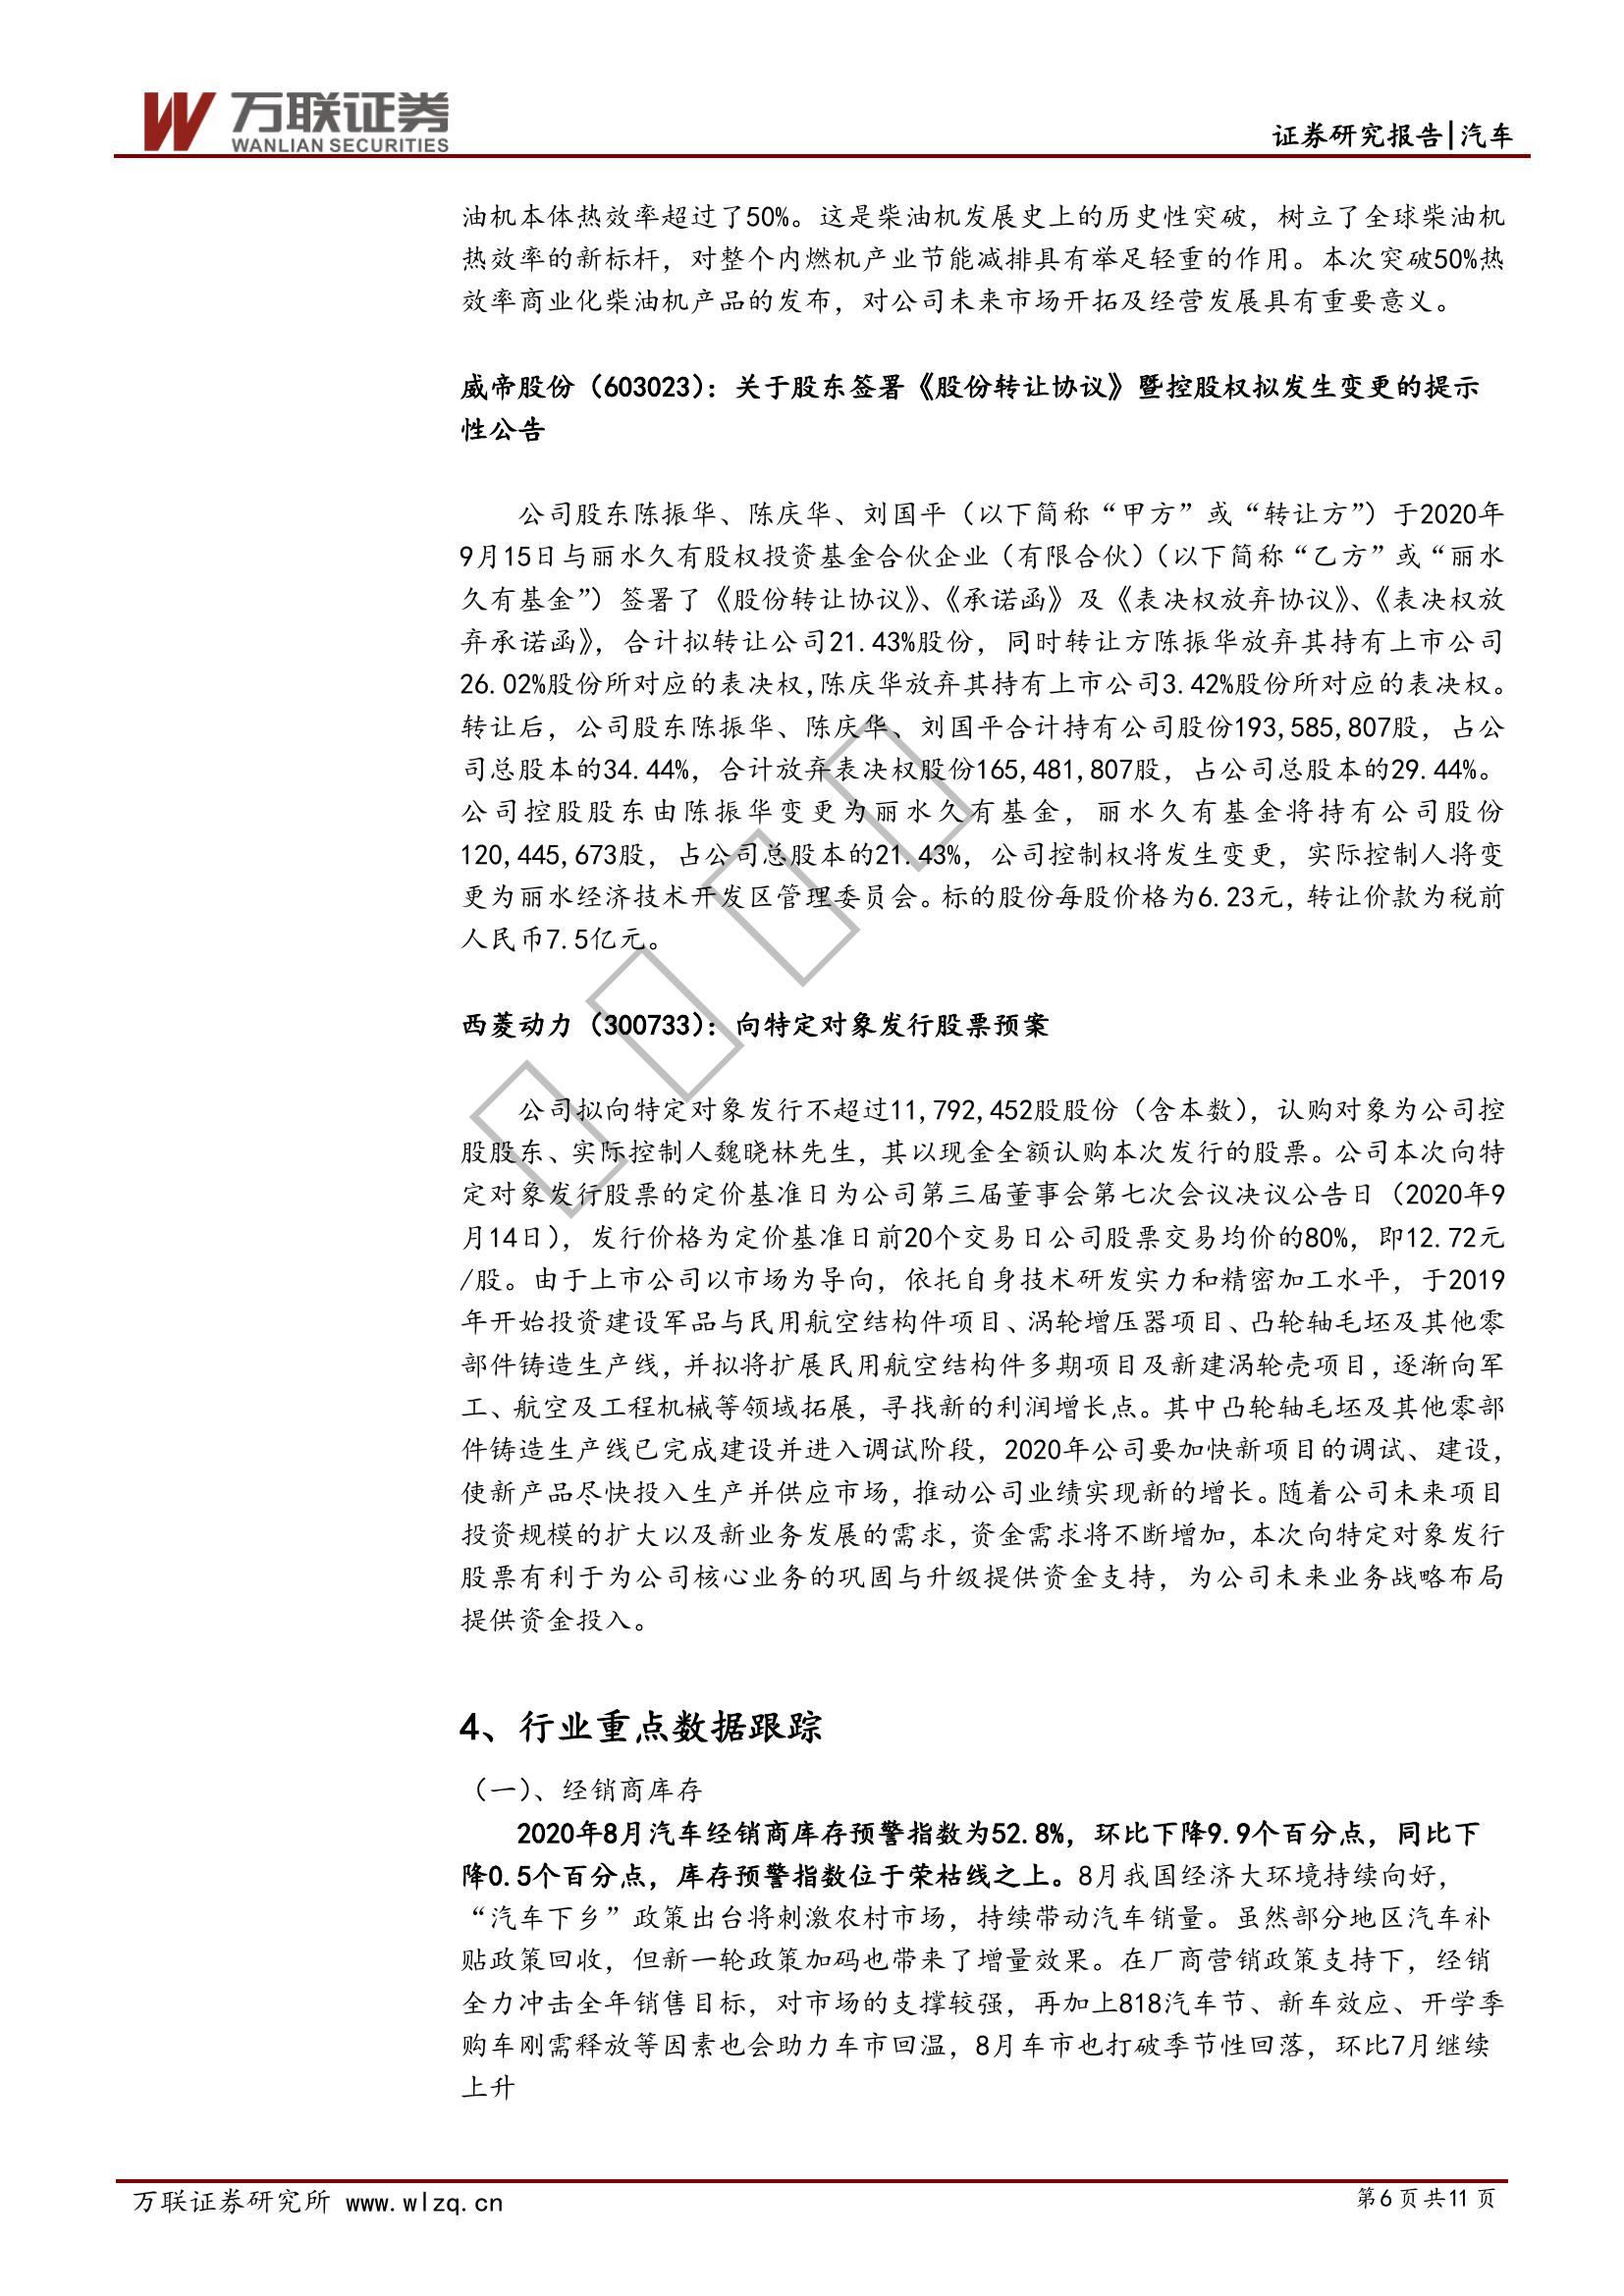 万联证券
WANLIAN SECURITIES
证券研究报告|汽车
油机本体热效率超过了50%。这是柴油机发展史上的历史性突破，树立了全球柴油机
热效率的新标杆，对整个内燃机产业节能减排具有举足轻重的作用。本次突破50%热
效率商业化柴油机产品的发布，对公司未来市场开拓及经营发展具有重要意义。
威帝股份（603023）：关于股东签署《股份转让协议》暨控股权拟发生变更的提示
性公告
公司股东陈振华、陈庆华、刘国平（以下简称“甲方”或“转让方”）于2020年
9月15日与丽水久有股权投资基金合伙企业（有限合伙）（以下简称“乙方”或“丽水
久有基金”）签署了《股份转让协议》、《承诺函》及《表决权放弃协议》、《表决权放
弃承诺函》，合计拟转让公司21.43%股份，同时转让方陈振华放弃其持有上市公司
26.02%股份所对应的表决权,陈庆华放弃其持有上市公司3.42%股份所对应的表决权。
转让后，公司股东陈振华、陈庆华、刘国平合计持有公司股份193,585,807股，占公
司总股本的34.44%，合计放弃表决权股份165,481,807股，占公司总股本的29.44%。
公司控股股东由陈振华变更为丽水久有基金，丽水久有基金将持有公司股份
120,445,673股，占公司总股本的21.43%，公司控制权将发生变更，实际控制人将变
更为丽水经济技术开发区管理委员会。标的股份每股价格为6.23元，转让价款为税前
人民币7.5亿元。
西菱动力（300733）：向特定对象发行股票预案
公司拟向特定对象发行不超过11,792,452股股份（含本数），认购对象为公司控
股股东、实际控制人魏晓林先生，其以现金全额认购本次发行的股票。公司本次向特
定对象发行股票的定价基准日为公司第三届董事会第七次会议决议公告日（2020年9
月14日），发行价格为定价基准日前20个交易日公司股票交易均价的80%，即12.72元
/股。由于上市公司以市场为导向，依托自身技术研发实力和精密加工水平，于2019
年开始投资建设军品与民用航空结构件项目、涡轮增压器项目、凸轮轴毛坯及其他零
部件铸造生产线，并拟将扩展民用航空结构件多期项目及新建涡轮壳项目，逐渐向军
工、航空及工程机械等领域拓展，寻找新的利润增长点。其中凸轮轴毛坯及其他零部
件铸造生产线已完成建设并进入调试阶段，2020年公司要加快新项目的调试、建设，
使新产品尽快投入生产并供应市场，推动公司业绩实现新的增长。随着公司未来项目
投资规模的扩大以及新业务发展的需求，资金需求将不断增加，本次向特定对象发行
股票有利于为公司核心业务的巩固与升级提供资金支持，为公司未来业务战略布局
提供资金投入。
4、行业重点数据跟踪
（一）、经销商库存
2020年8月汽车经销商库存预警指数为52.8%，环比下降9.9个百分点，同比下
降0.5个百分点，库存预警指数位于荣枯线之上。8月我国经济大环境持续向好，
“汽车下乡”政策出台将刺激农村市场，持续带动汽车销量。虽然部分地区汽车补
贴政策回收，但新一轮政策加码也带来了增量效果。在厂商营销政策支持下，经销
全力冲击全年销售目标，对市场的支撑较强，再加上818汽车节、新车效应、开学季
购车刚需释放等因素也会助力车市回温，8月车市也打破季节性回落，环比7月继续
上升
万联证券研究所 www.wlzq.cn
第6页共11页